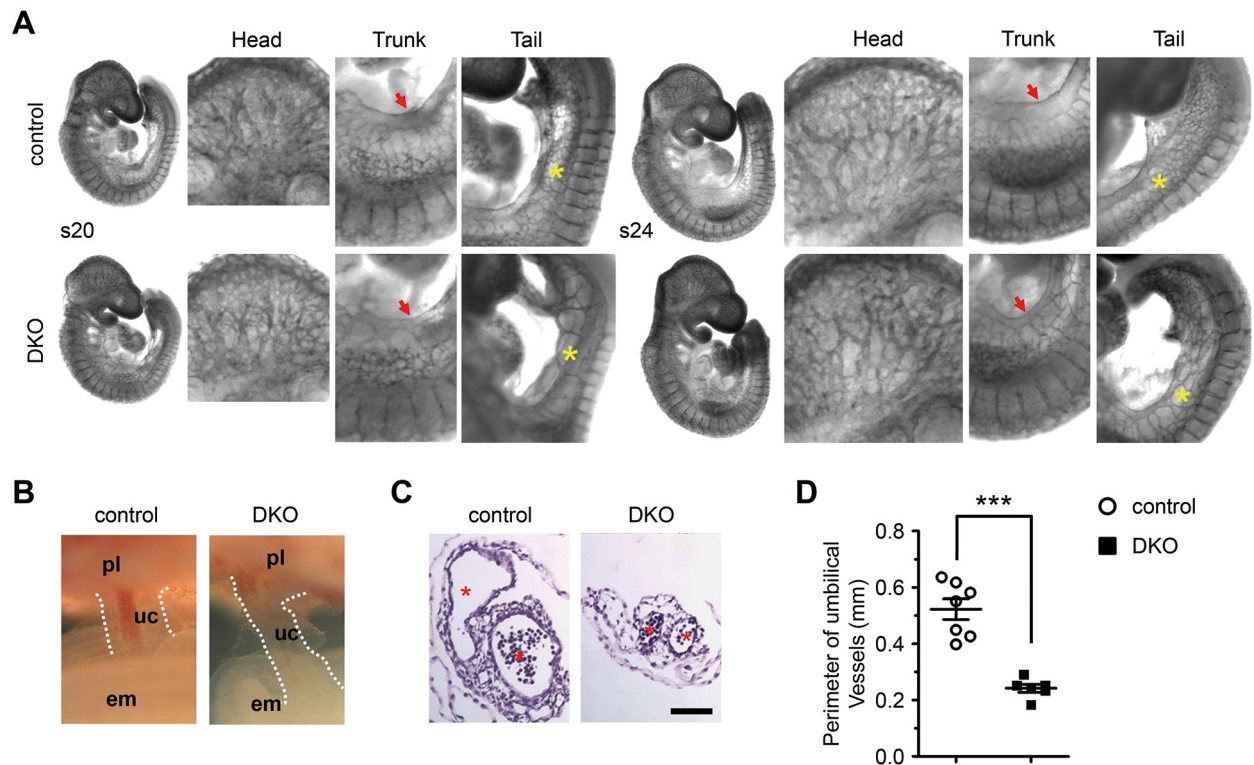 A
Head Trunk Tail Head Trunk Tail
control
*
*
s20
s24
DKO
*
*
B
control DKO
pl
uc
em
pl
uc
em
C
control DKO
*
*
*
*
D
***
control
DKO
Perimeter of umbilical
Vessels (mm)
0.8
0.6
0.4
0.2
0.0